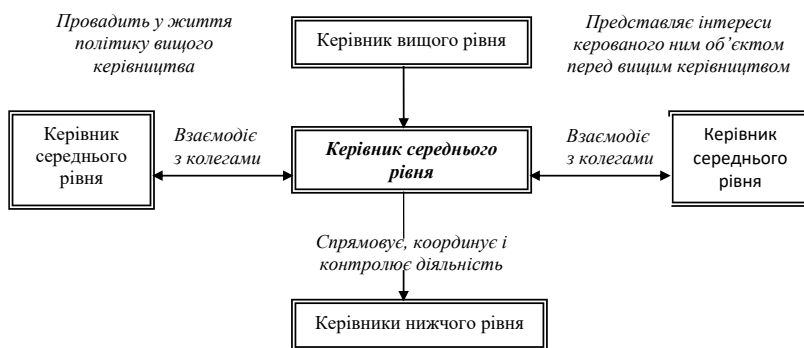 Провадить у життя
політику вищого
керівництва
Керівник вищого рівня
Представляє інтереси
керованого ним об’єктом
перед вищим керівництвом
Керівник
середнього
рівня
Взаємодіє
з колегами
Керівник середнього
рівня
Взаємодіє
з колегами
Керівник
середнього
рівня
Спрямовує, координує і
контролює діяльність
Керівники нижчого рівня